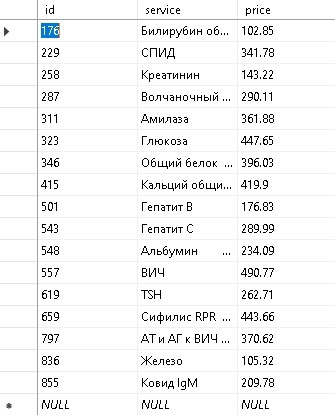 id service price
176 Билирубин об... 102.85
229 СПИД 341.78
258 Креатинин 143.22
287 Волчаночный ... 290.11
311 Амилаза 361.88
323 Глюкоза 447.65
346 Общий белок ... 396.03
415 Кальций общи... 419.9
501 Гепатит В 176.83
543 Гепатит С 289.99
548 Альбумин ... 234.09
557 ВИЧ 490.77
619 TSH 262.71
659 Сифилис RPR ... 443.66
797 АТ и АГ к ВИЧ ... 370.62
836 Железо 105.32
855 Ковид IgM 209.78
NULL NULL NULL